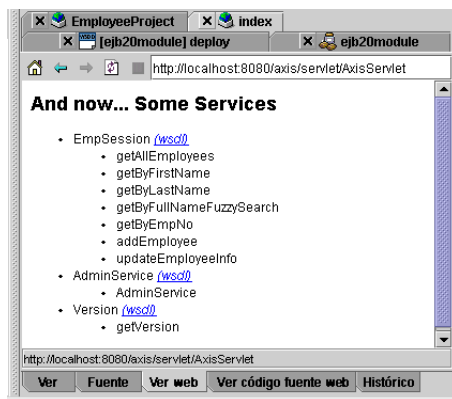 EmployeeProject index
[ejb20module] deploy ejb20module
http://localhost:8080/axis/servlet/AxisServlet
And now... Some Services
• EmpSession (wsdl)
• getAllEmployees
• getByFirstName
• getByLastName
• getByFullNameFuzzySearch
• getByEmpNo
• addEmployee
• updateEmployeeInfo
• AdminService (wsdl)
• AdminService
• Version (wsdl)
• getVersion
http://localhost:8080/axis/servlet/AxisServlet
Ver Fuente Ver web Ver código fuente web Histórico